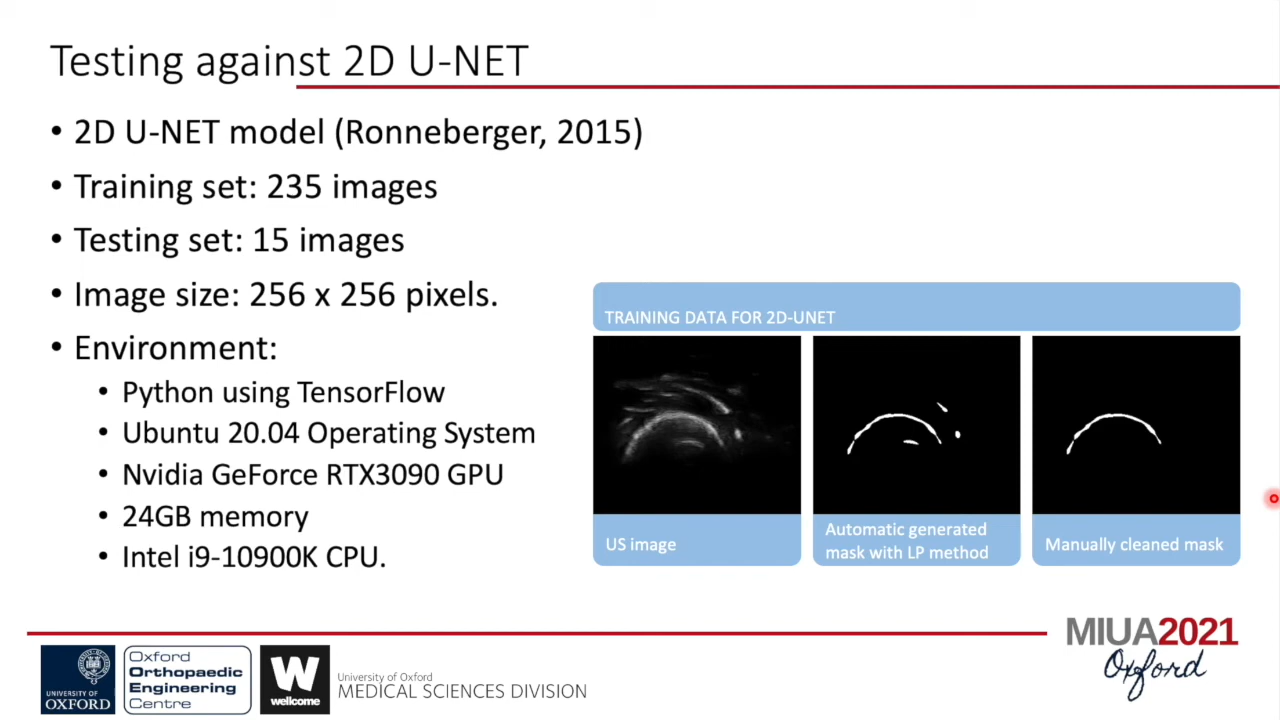 Testing against 2D U-NET
• 2D U-NET model (Ronneberger, 2015)
• Training set: 235 images
• Testing set: 15 images
• Image size: 256 x 256 pixels.
• Environment:
• Python using TensorFlow
• Ubuntu 20.04 Operating System
• Nvidia GeForce RTX3090 GPU
• 24GB memory
• Intel i9-10900K CPU.
TRAINING DATA FOR 2D-UNET
US image
Automatic generated
mask with LP method
Manually cleaned mask
UNIVERSITY OF
OXFORD
Oxford
Orthopaedic
Engineering
Centre
W
wellcome
University of Oxford
MEDICAL SCIENCES DIVISION
MIUA2021
Oxford